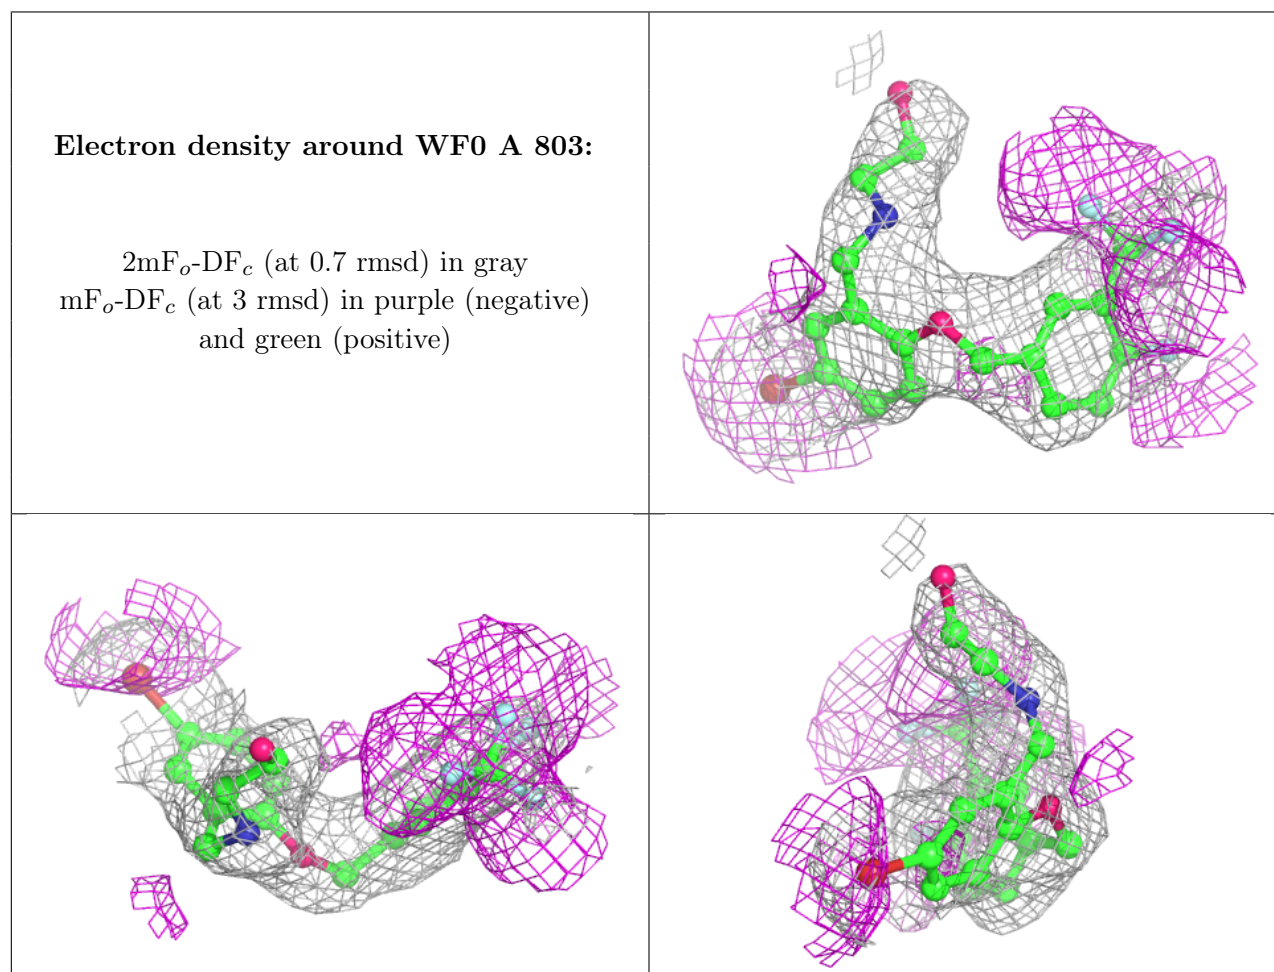 Electron density around WF0 A 803:
2mFₒ-DF𝑐 (at 0.7 rmsd) in gray
mFₒ-DF𝑐 (at 3 rmsd) in purple (negative)
and green (positive)